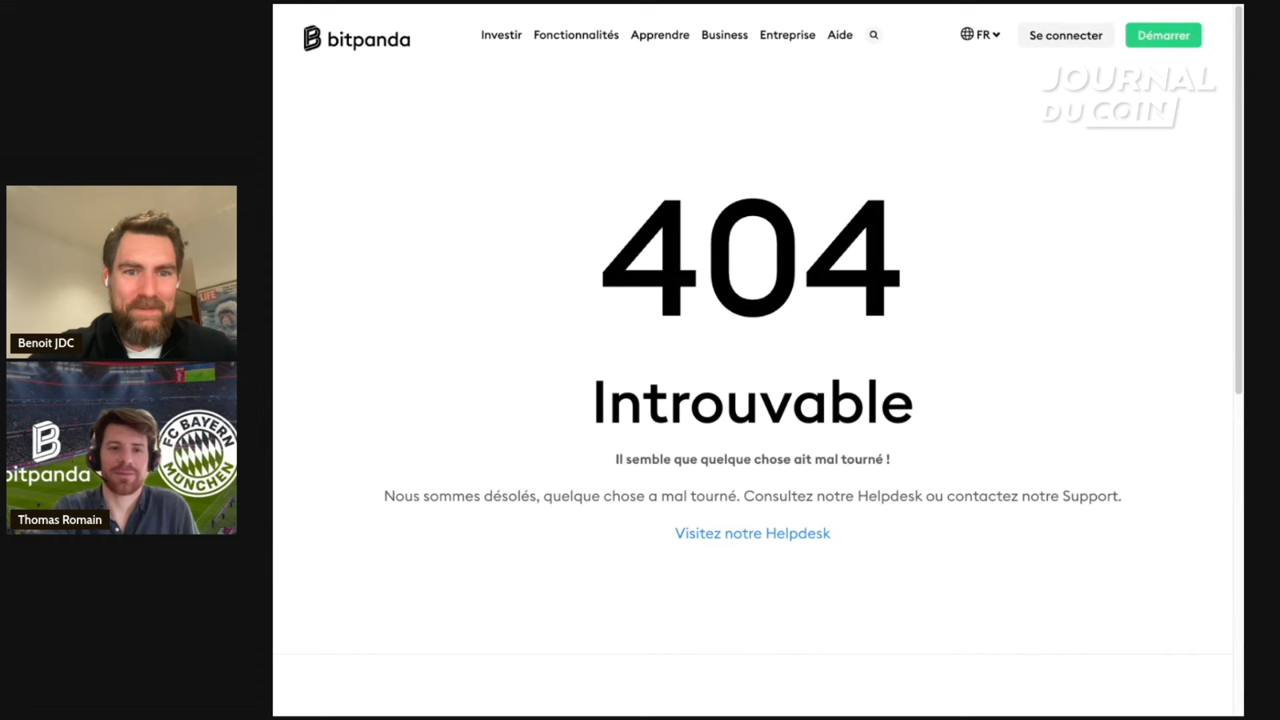 bitpanda
Investir Fonctionnalités Apprendre Business Entreprise Aide
FR
Se connecter
Démarrer
JOURNAL
DU COIN
404
Introuvable
Il semble que quelque chose ait mal tourné !
Nous sommes désolés, quelque chose a mal tourné. Consultez notre Helpdesk ou contactez notre Support.
Visitez notre Helpdesk
LIFE
Benoit JDC
bitpanda
FC BAYERN
MÜNCHEN
Thomas Romain